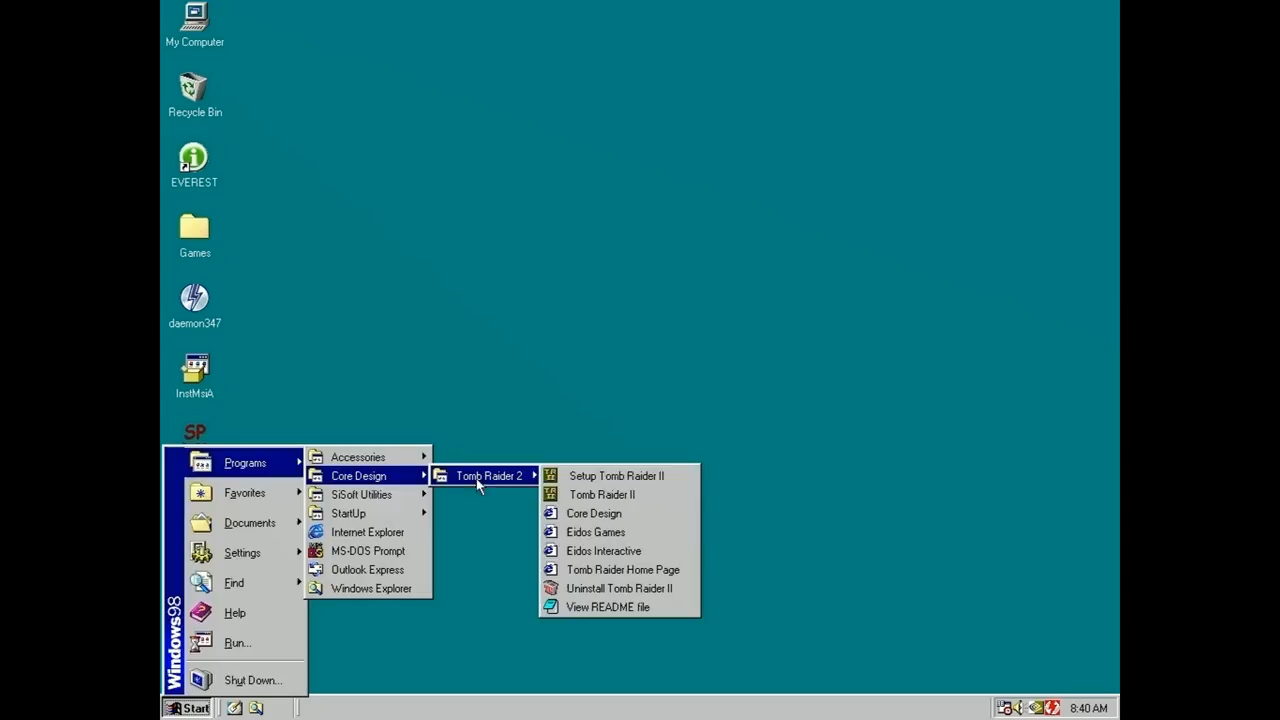 My Computer
Recycle Bin
EVEREST
Games
daemon347
InstMsiA
SP
Windows98
Programs
Favorites
Documents
Settings
Find
Help
Run...
Shut Down...
Accessories
Core Design
SiSoft Utilities
StartUp
Internet Explorer
MS-DOS Prompt
Outlook Express
Windows Explorer
Tomb Raider 2
Setup Tomb Raider II
Tomb Raider II
Core Design
Eidos Games
Eidos Interactive
Tomb Raider Home Page
Uninstall Tomb Raider II
View README file
Start
8:40 AM